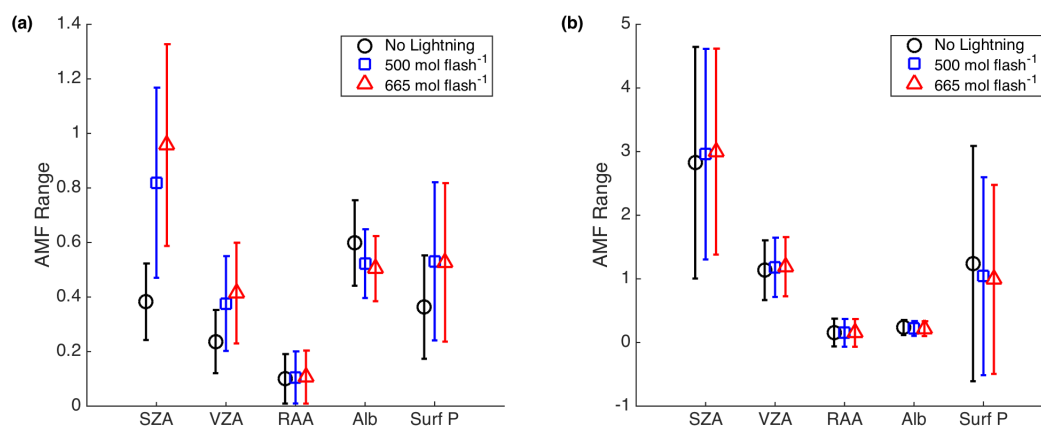 (a)
AMF Range
1.4
1.2
1
0.8
0.6
0.4
0.2
0
SZA VZA RAA Alb Surf P
No Lightning
500 mol flash⁻¹
665 mol flash⁻¹
(b)
AMF Range
5
4
3
2
1
0
-1
SZA VZA RAA Alb Surf P
No Lightning
500 mol flash⁻¹
665 mol flash⁻¹